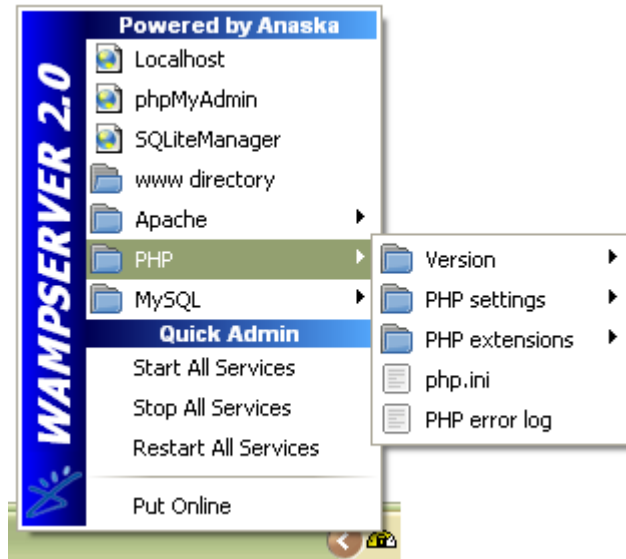 WAMPSERVER 2.0
Powered by Anaska
Localhost
phpMyAdmin
SQLiteManager
www directory
Apache
PHP
MySQL
Quick Admin
Start All Services
Stop All Services
Restart All Services
Put Online
Version
PHP settings
PHP extensions
php.ini
PHP error log